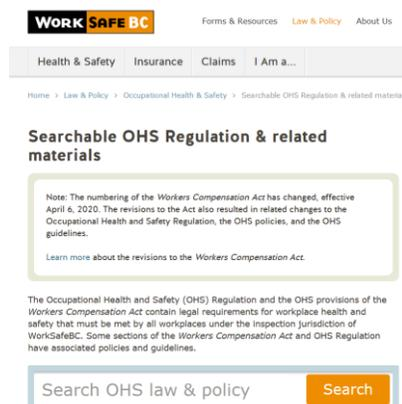 WORK SAFE BC
Forms & Resources Law & Policy About Us
Health & Safety Insurance Claims I Am a...
Home > Law & Policy > Occupational Health & Safety > Searchable OHS Regulation & related materia
Searchable OHS Regulation & related
materials
Note: The numbering of the Workers Compensation Act has changed, effective
April 6, 2020. The revisions to the Act also resulted in related changes to the
Occupational Health and Safety Regulation, the OHS policies, and the OHS
guidelines.
Learn more about the revisions to the Workers Compensation Act.
The Occupational Health and Safety (OHS) Regulation and the OHS provisions of the
Workers Compensation Act contain legal requirements for workplace health and
safety that must be met by all workplaces under the inspection jurisdiction of
WorkSafeBC. Some sections of the Workers Compensation Act and OHS Regulation
have associated policies and guidelines.
Search OHS law & policy Search